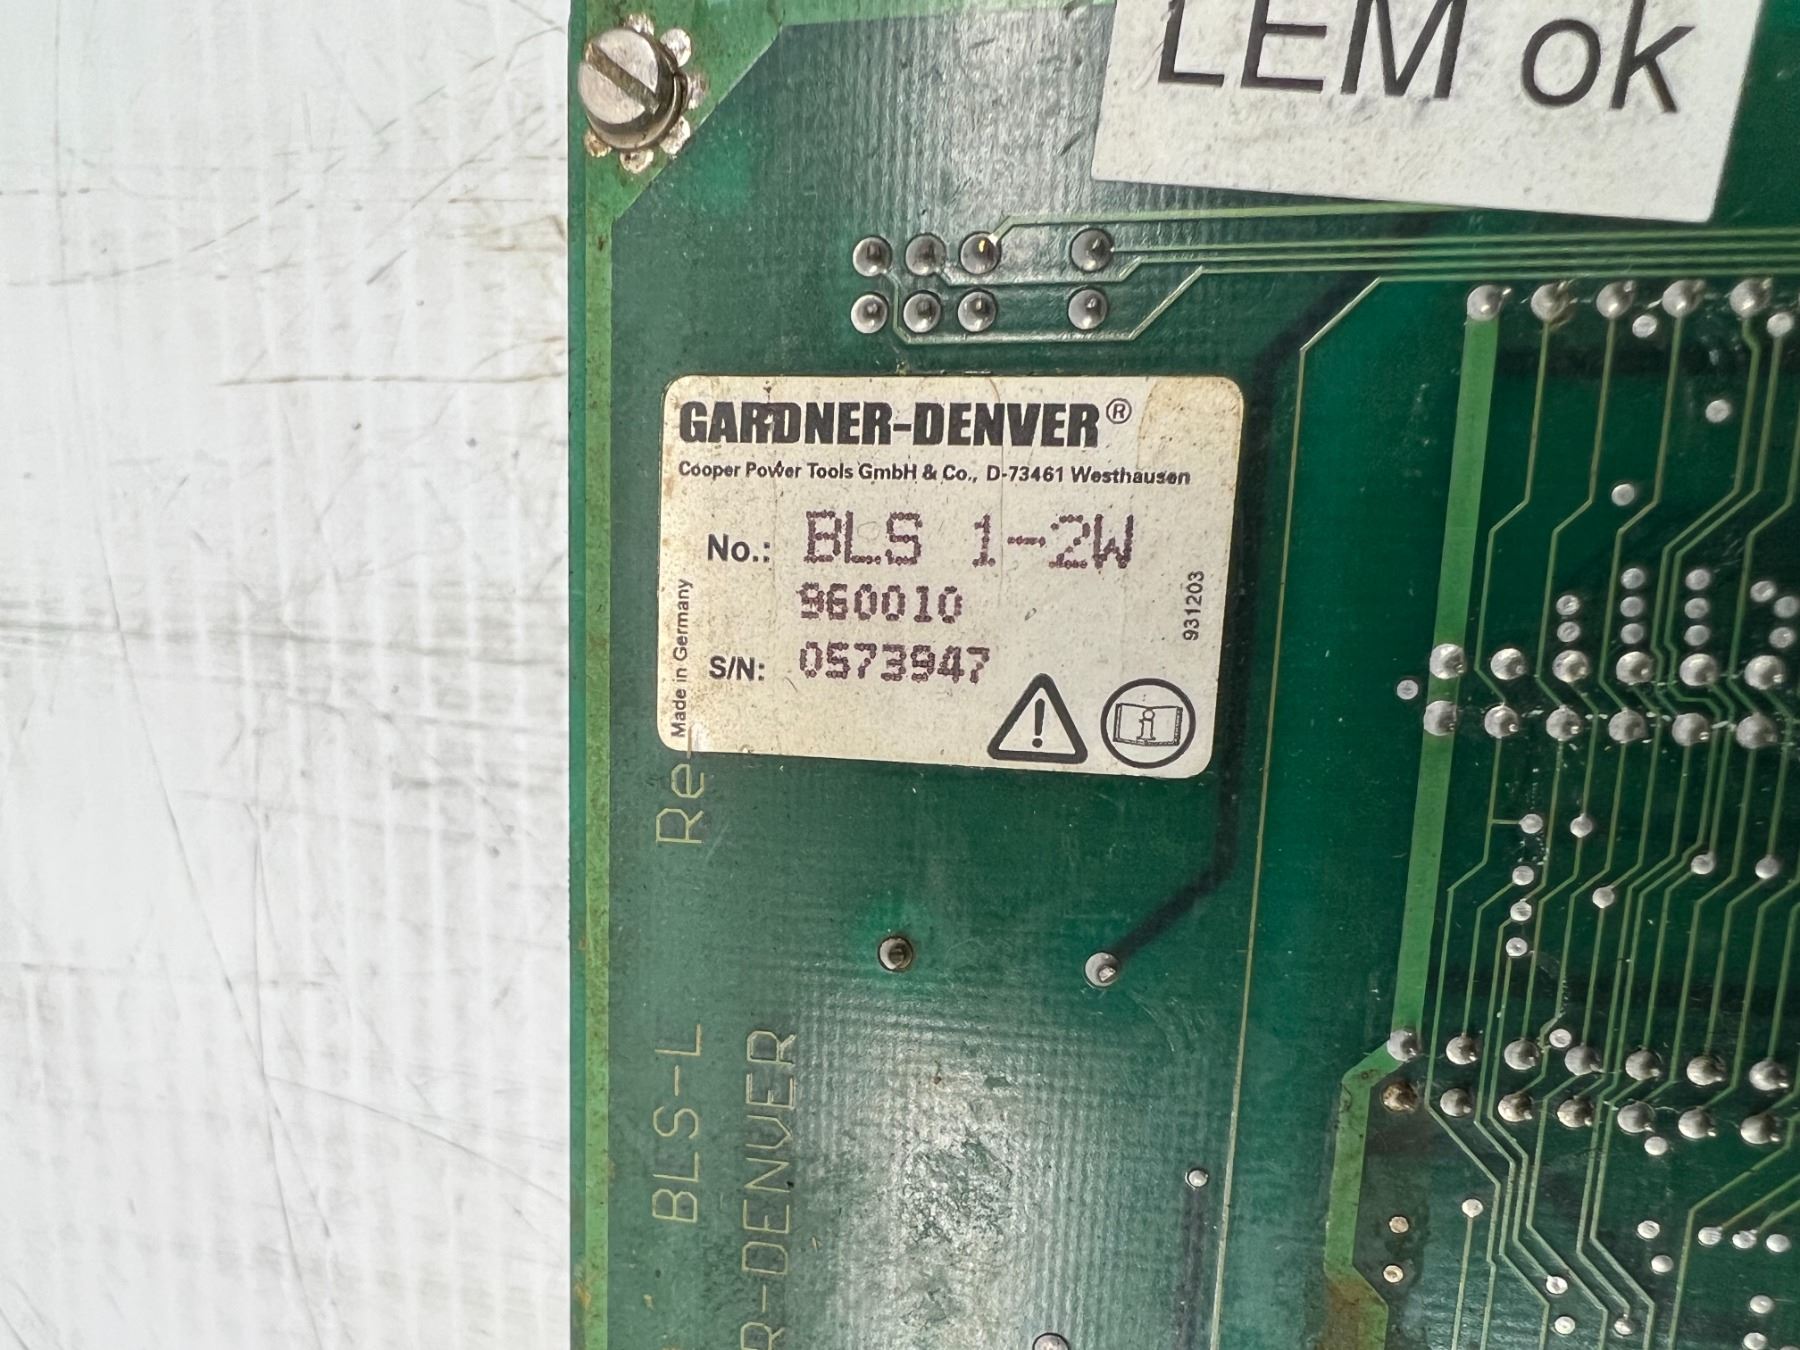 LEM ok
GARDNER-DENVER®
Cooper Power Tools GmbH & Co., D-73461 Westhausen
No.: BLS 1-2W
960010
S/N: 0573947
Made in Germany
931203
Re
BLS-L
R-DENVER